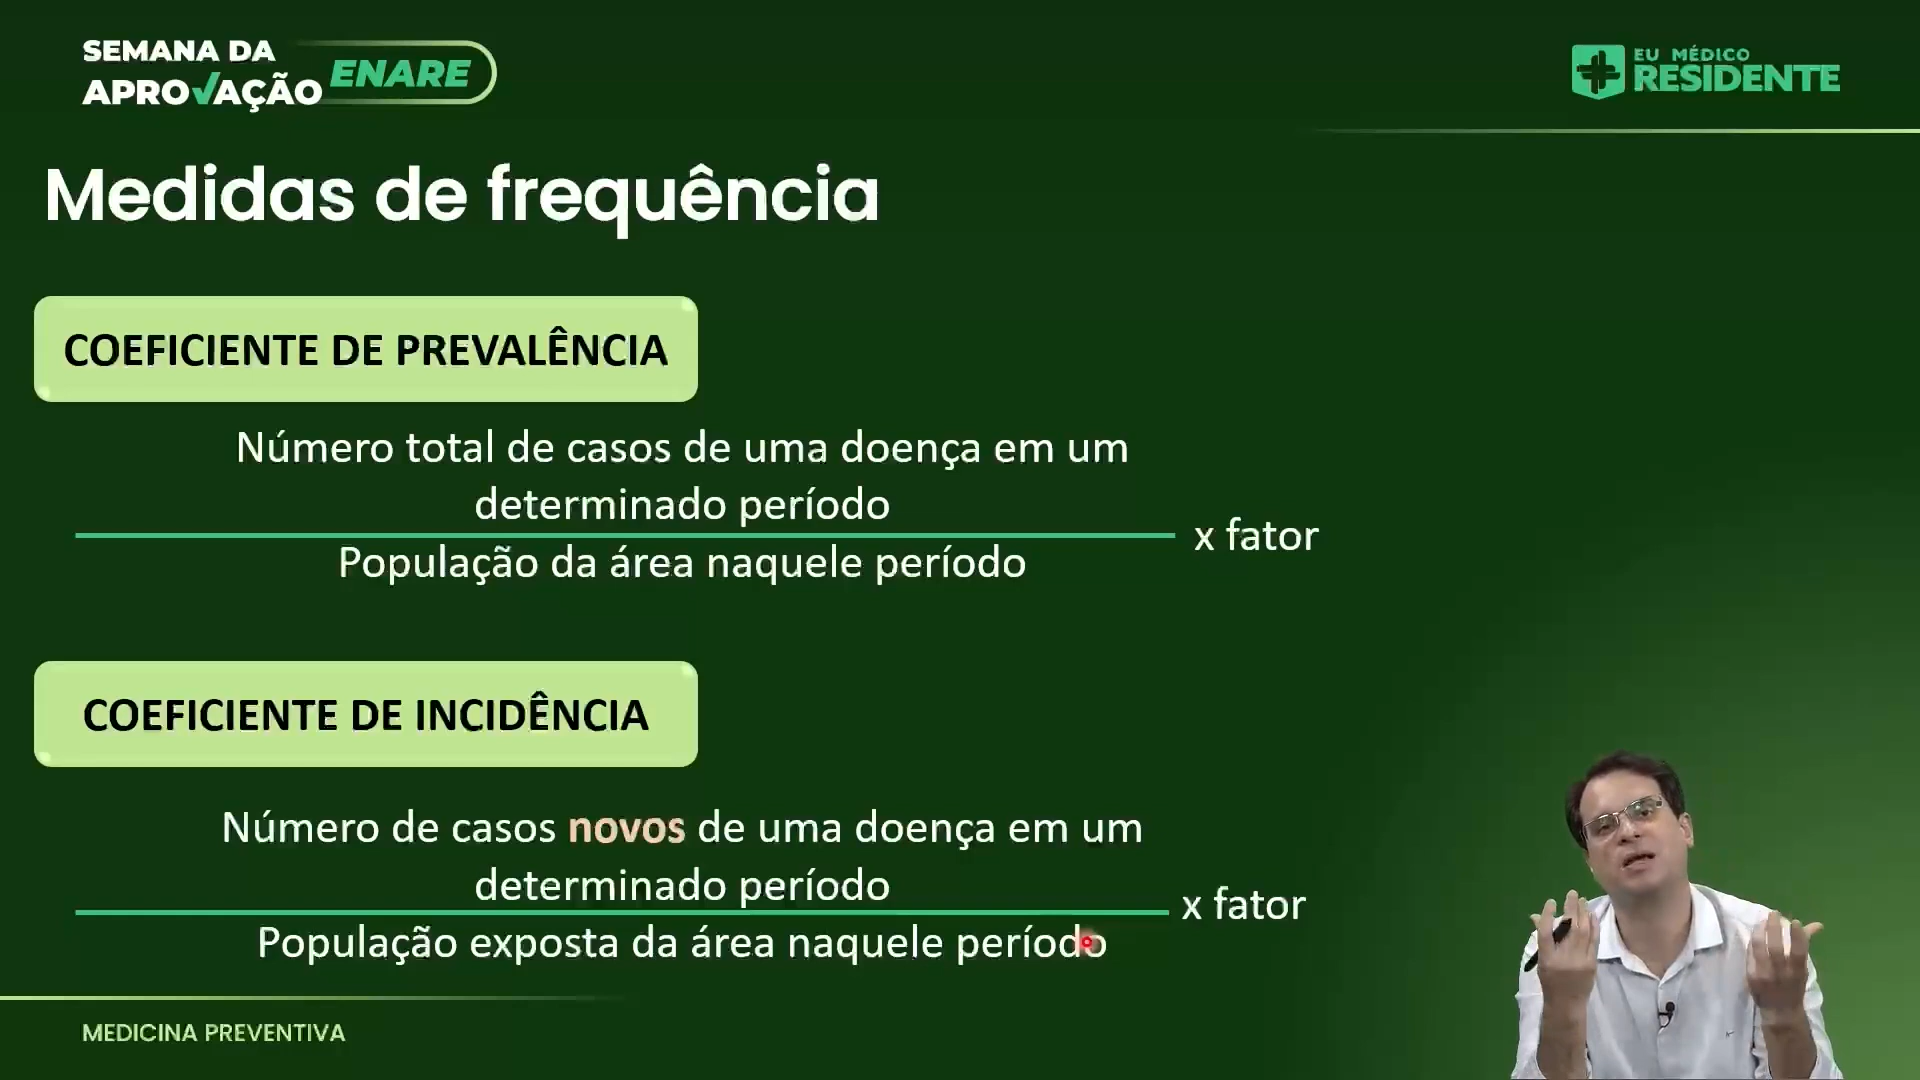 SEMANA DA
APROVAÇÃO ENARE
EU MÉDICO
RESIDENTE
Medidas de frequência
COEFICIENTE DE PREVALÊNCIA
Número total de casos de uma doença em um
determinado período
x fator
População da área naquele período
COEFICIENTE DE INCIDÊNCIA
Número de casos novos de uma doença em um
determinado período
x fator
População exposta da área naquele período
MEDICINA PREVENTIVA